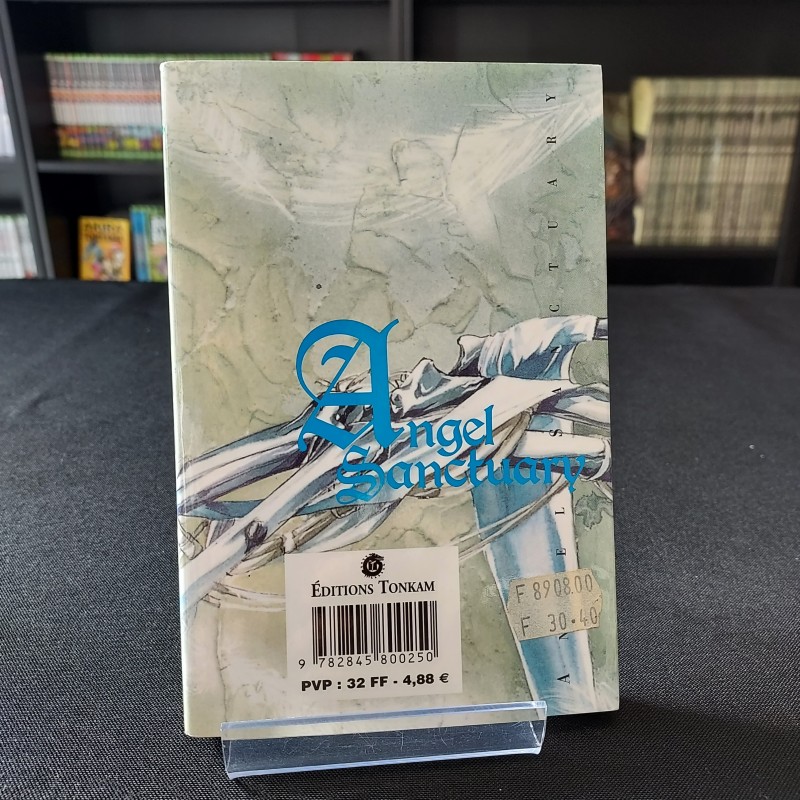 Angel
Sanctuary
ANGEL SANCTUARY
ÉDITIONS TONKAM
9 782845 800250
PVP : 32 FF - 4,88 €
F 8908.00
F 30.40